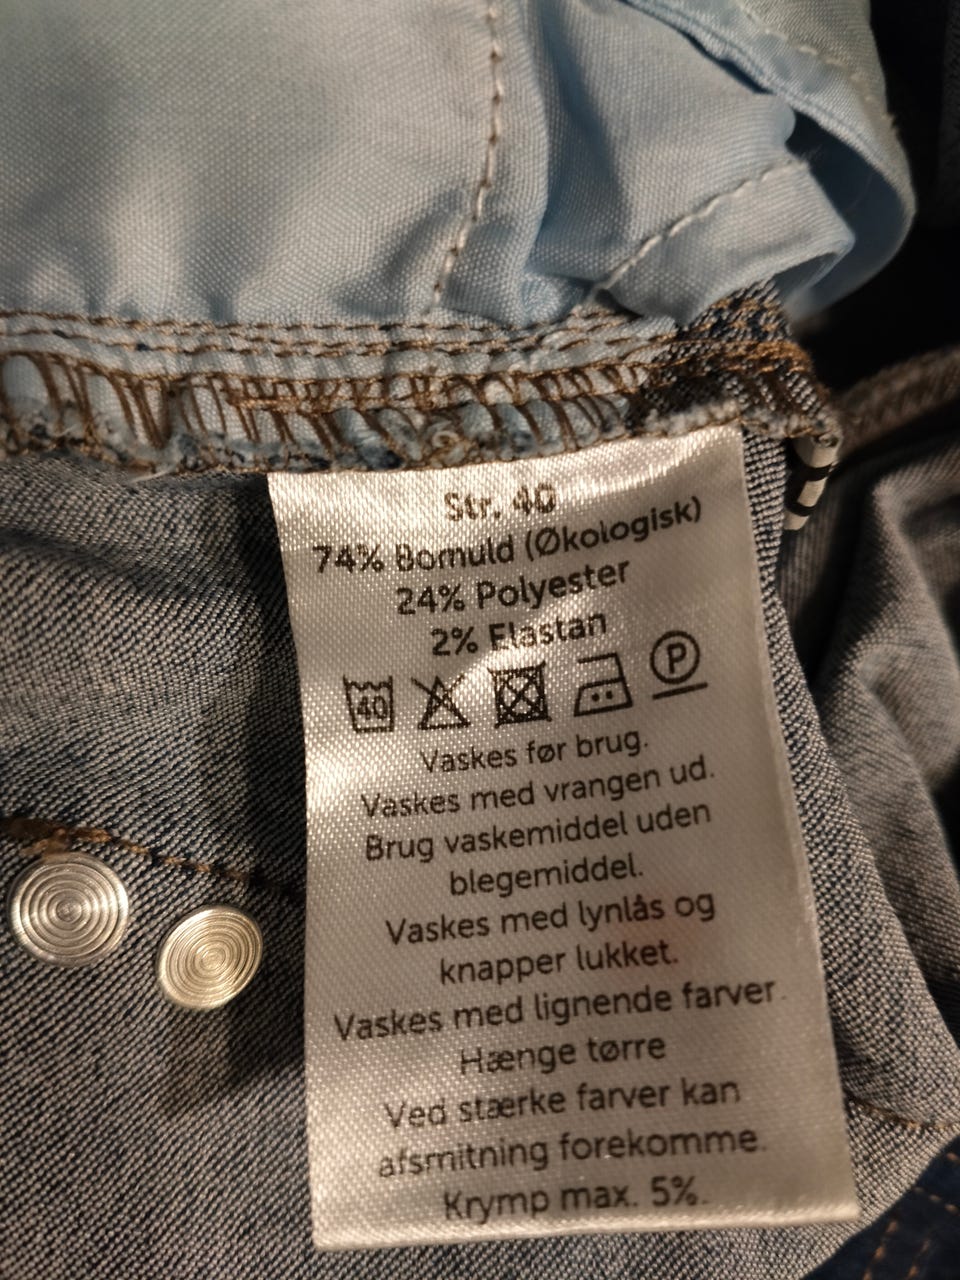 Str. 40
74% Bomuld (Økologisk)
24% Polyester
2% Elastan
40 P
Vaskes før brug.
Vaskes med vrangen ud.
Brug vaskemiddel uden
blegemiddel.
Vaskes med lynlås og
knapper lukket.
Vaskes med lignende farver.
Hænge tørre
Ved stærke farver kan
afsmitning forekomme.
Krymp max. 5%.